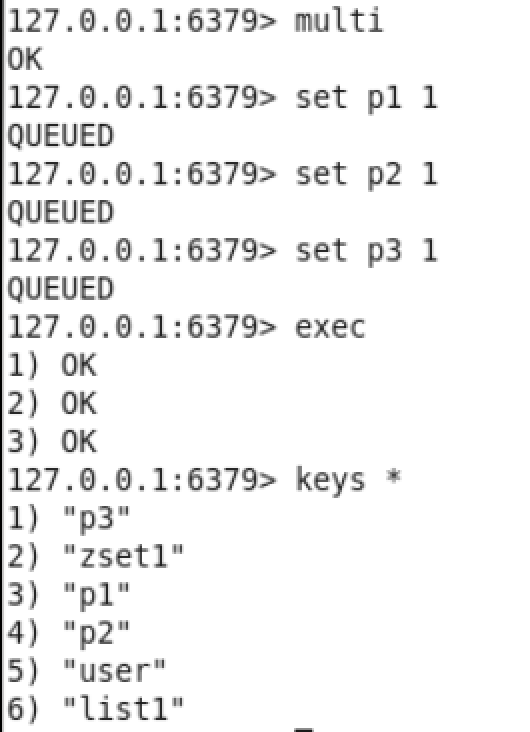 127.0.0.1:6379> multi
OK
127.0.0.1:6379> set p1 1
QUEUED
127.0.0.1:6379> set p2 1
QUEUED
127.0.0.1:6379> set p3 1
QUEUED
127.0.0.1:6379> exec
1) OK
2) OK
3) OK
127.0.0.1:6379> keys *
1) "p3"
2) "zset1"
3) "p1"
4) "p2"
5) "user"
6) "list1"